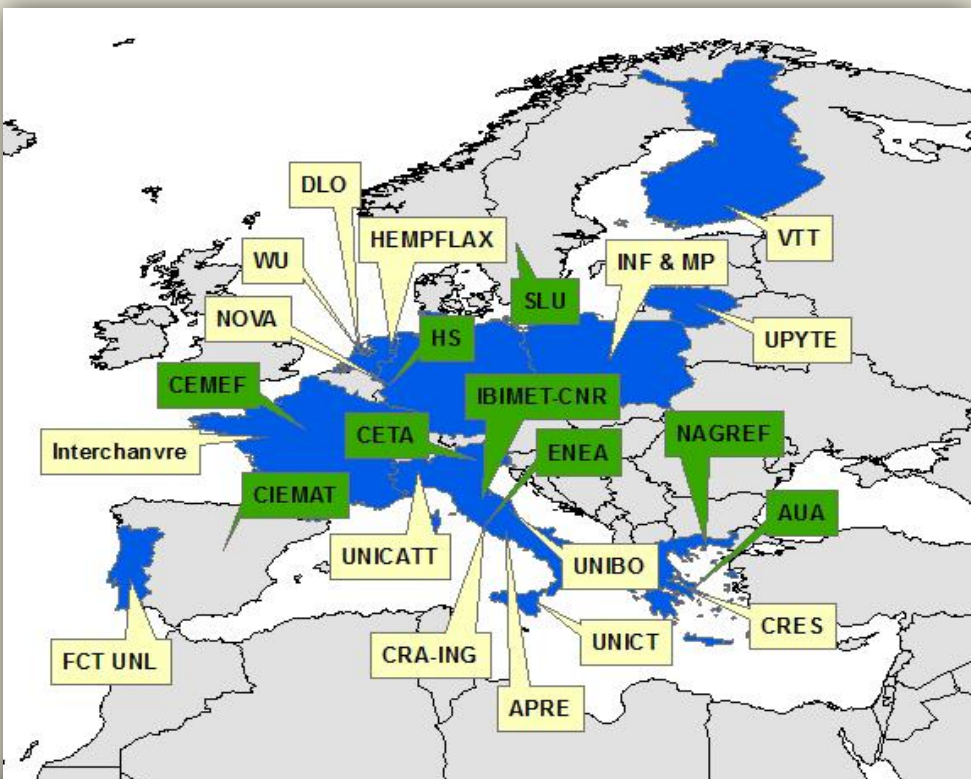 DLO
HEMPFLAX
VTT
WU
INF & MP
SLU
NOVA
HS
UPYTE
CEMEF
IBIMET-CNR
CETA
ENEA
NAGREF
Interchanvre
CIEMAT
AUA
UNICATT
UNIBO
CRES
UNICT
CRA-ING
FCT UNL
APRE